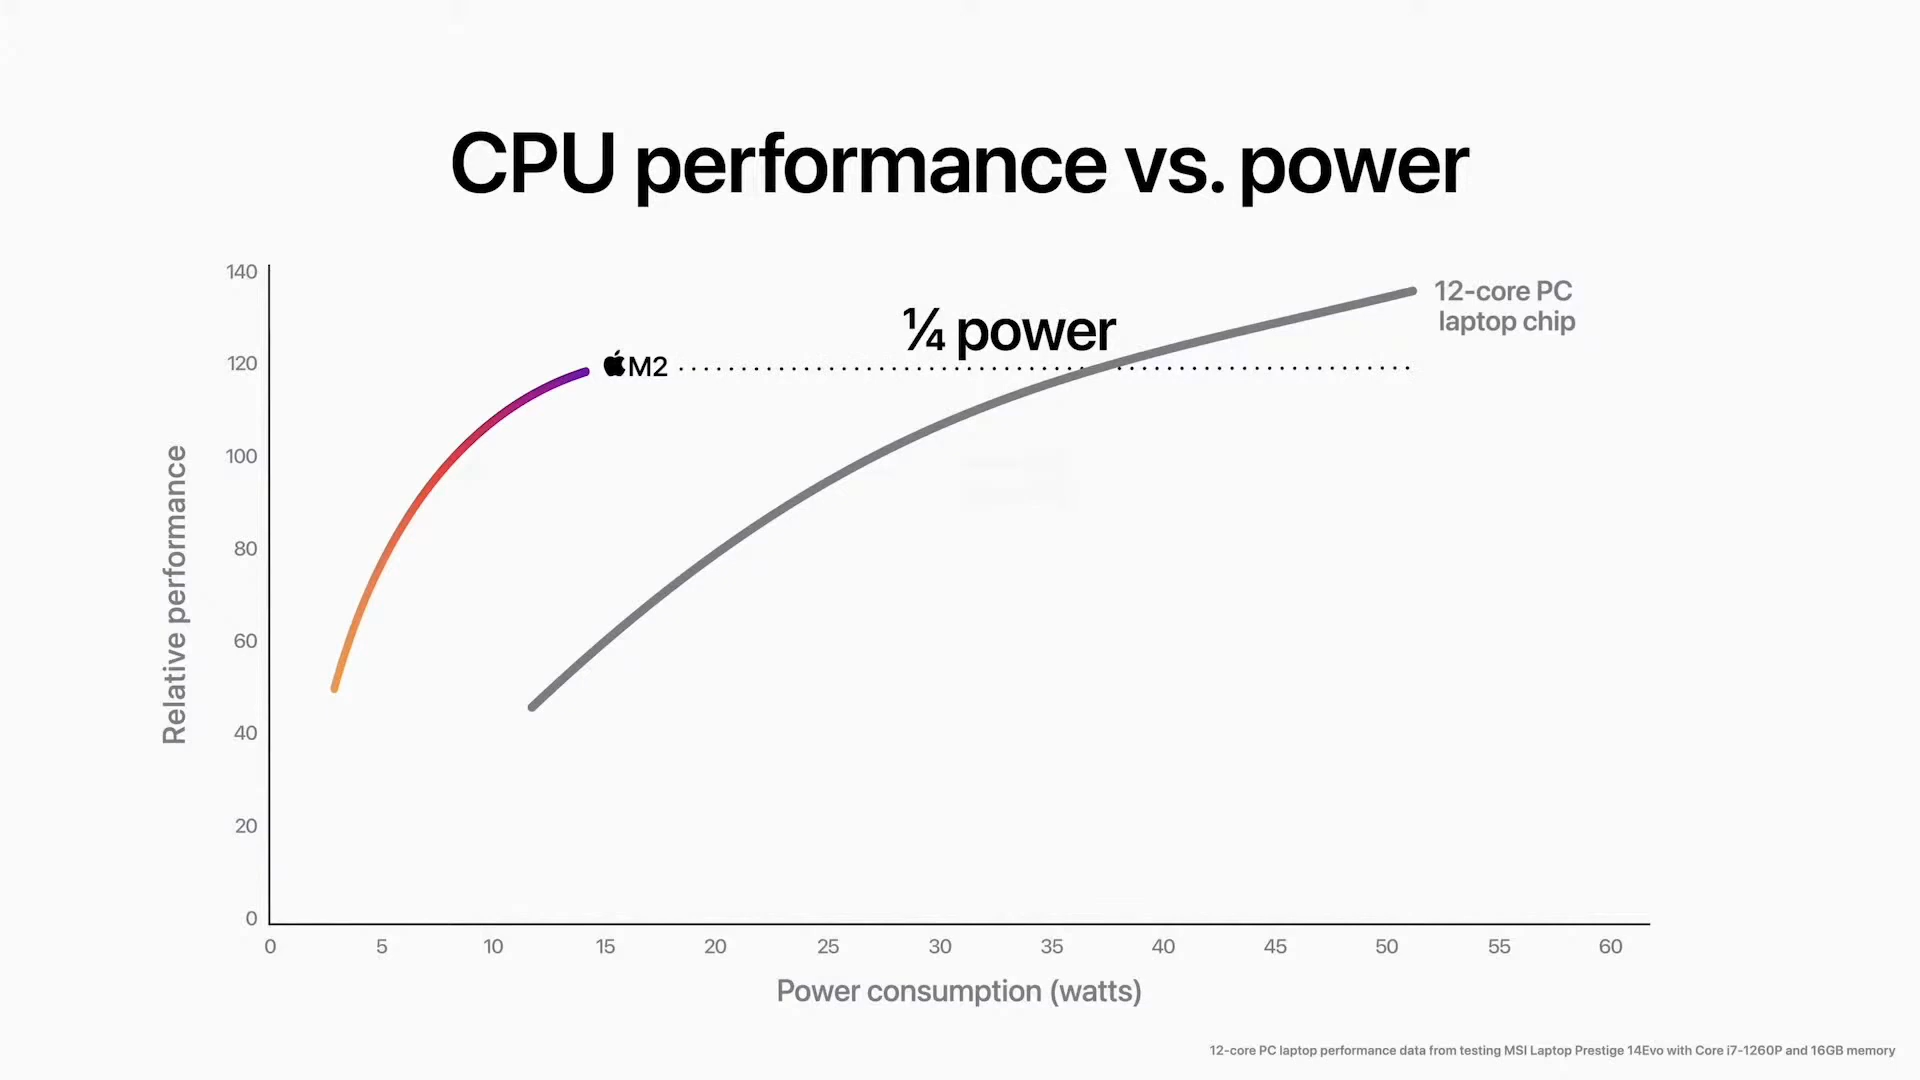 CPU performance vs. power
140
120
100
80
60
40
20
0
Relative performance
M2
¼ power
12-core PC
laptop chip
0 5 10 15 20 25 30 35 40 45 50 55 60
Power consumption (watts)
12-core PC laptop performance data from testing MSI Laptop Prestige 14Evo with Core i7-1260P and 16GB memory